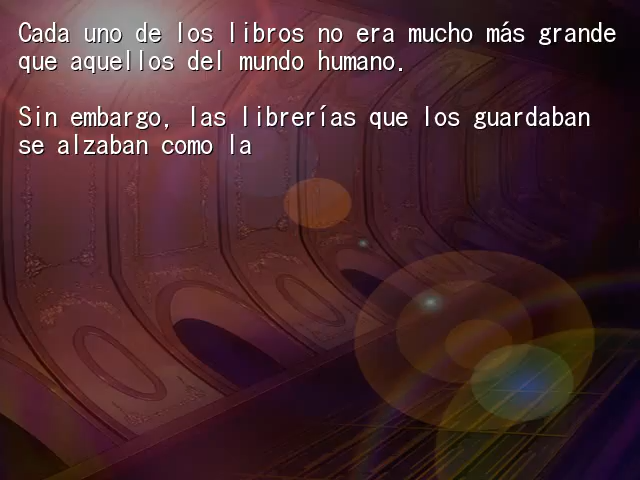 Cada uno de los libros no era mucho más grande
que aquellos del mundo humano.
Sin embargo, las librerías que los guardaban
se alzaban como la